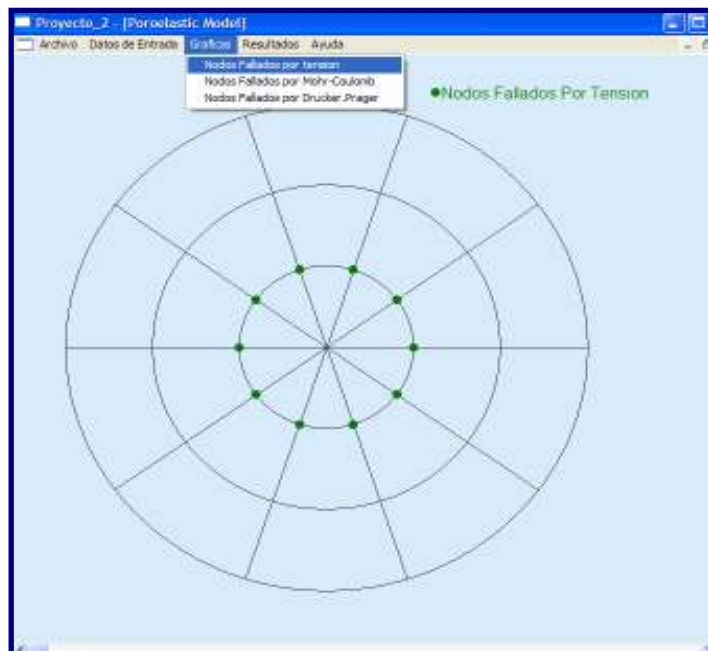 Proyecto_2 - [Poroelastic Model]
Archivo Datos de Entrada Graficas Resultados Ayuda
Nodos Fallados por tension
Nodos Fallados por Mohr-Coulomb
Nodos Fallados por Drucker.Prager
Nodos Fallados Por Tension